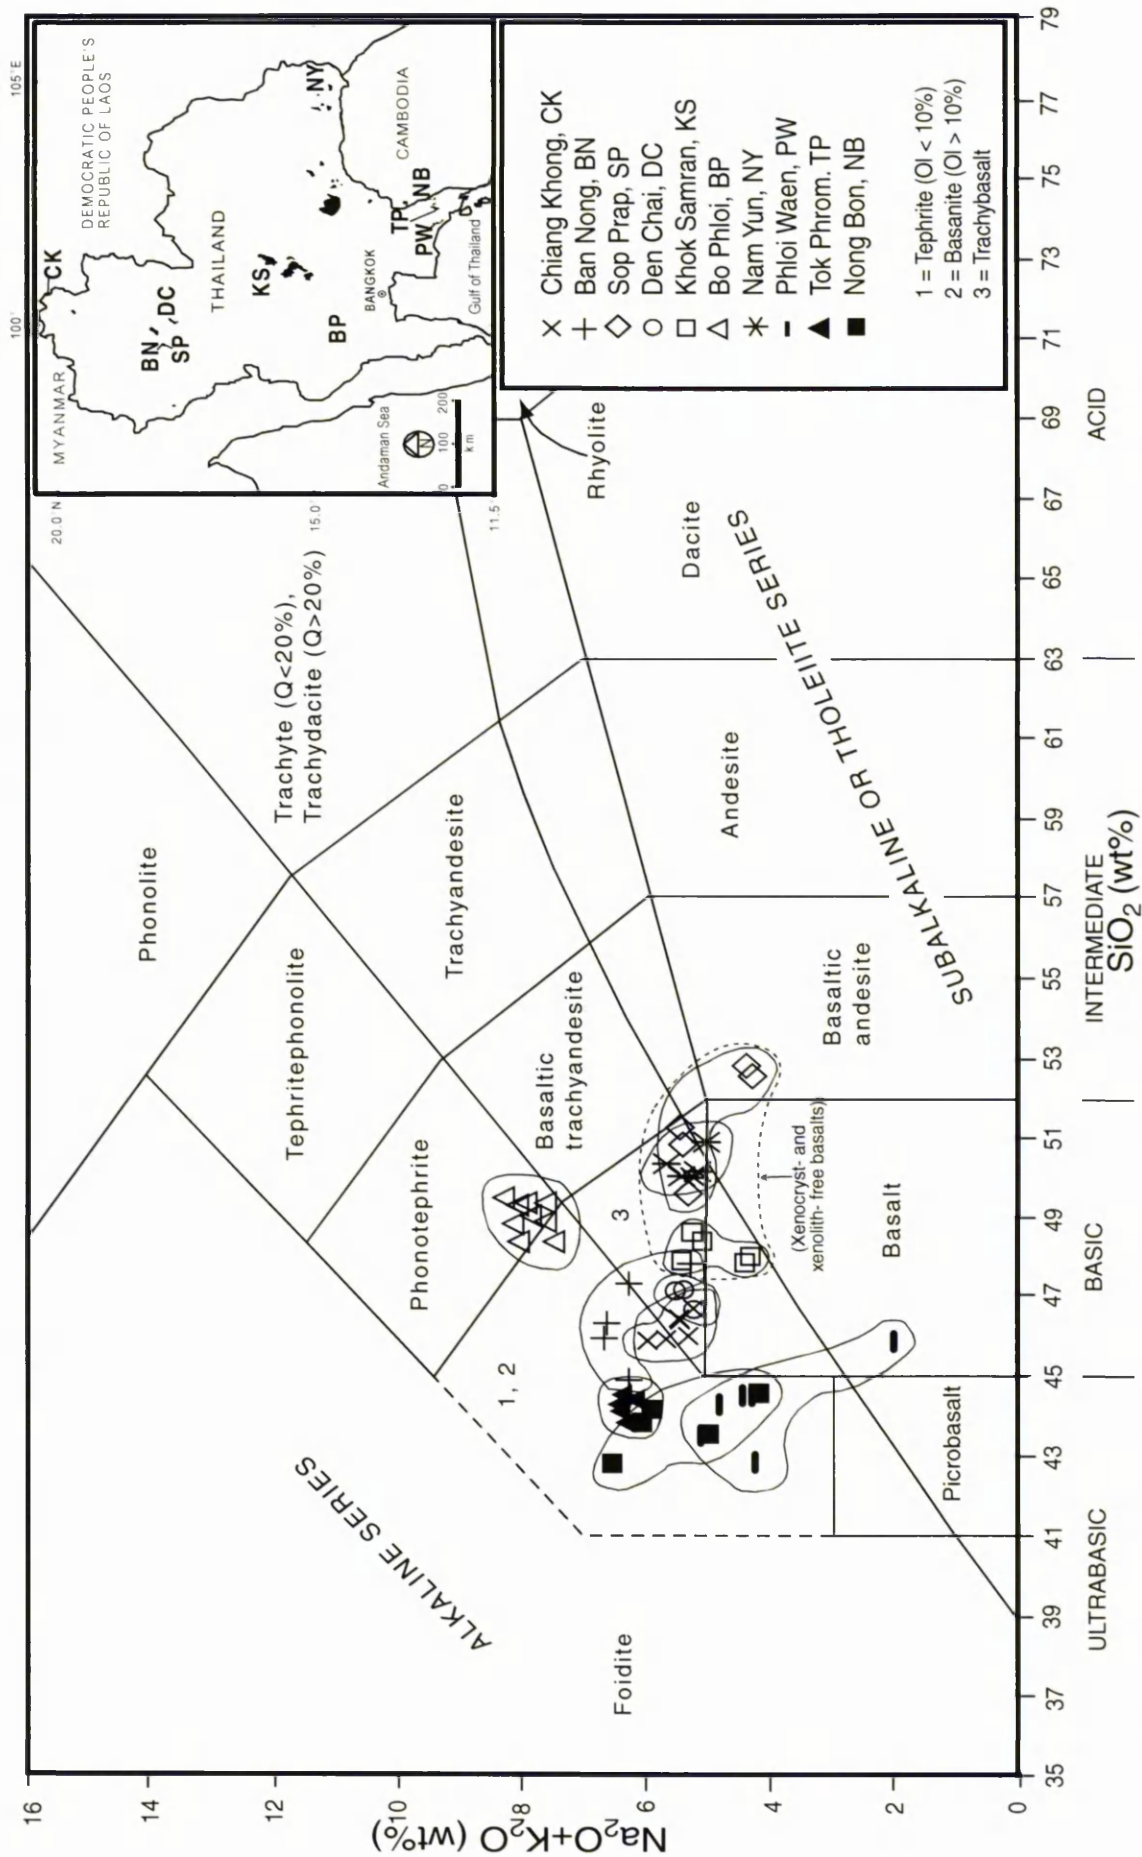 16
14
10
8
6
4
2
0
Na2O+K2O (wt%)
35
37
39
41
43
45
47
49
51
53
55
57
59
61
63
65
67
69
71
73
75
77
79
ULTRABASIC
BASIC
INTERMEDIATE
ACID
SiO2 (wt%)
ALKALINE SERIES
SUBALKALINE OR THOLEIITE SERIES
Foidite
Picrobasalt
1, 2
Phonotephrite
Tephritephonolite
Phonolite
3
Basaltic
trachyandesite
Trachyandesite
Trachyte (Q<20%),
Trachydacite (Q>20%)
Basalt
(Xenocryst- and
xenolith- free basalts)
Basaltic
andesite
Andesite
Dacite
Rhyolite
100°
105°E
20.0°N
15.0°
11.5°
MYANMAR
DEMOCRATIC PEOPLE'S
REPUBLIC OF LAOS
THAILAND
CAMBODIA
BANGKOK
Andaman Sea
Gulf of Thailand
CK
BN
SP
DC
KS
BP
NY
TP
NB
PW
N
0 100 200
km
Chiang Khong, CK
Ban Nong, BN
Sop Prap, SP
Den Chai, DC
Khok Samran, KS
Bo Phloi, BP
Nam Yun, NY
Phloi Waen, PW
Tok Phrom. TP
Nong Bon, NB
1 = Tephrite (Ol < 10%)
2 = Basanite (Ol > 10%)
3 = Trachybasalt